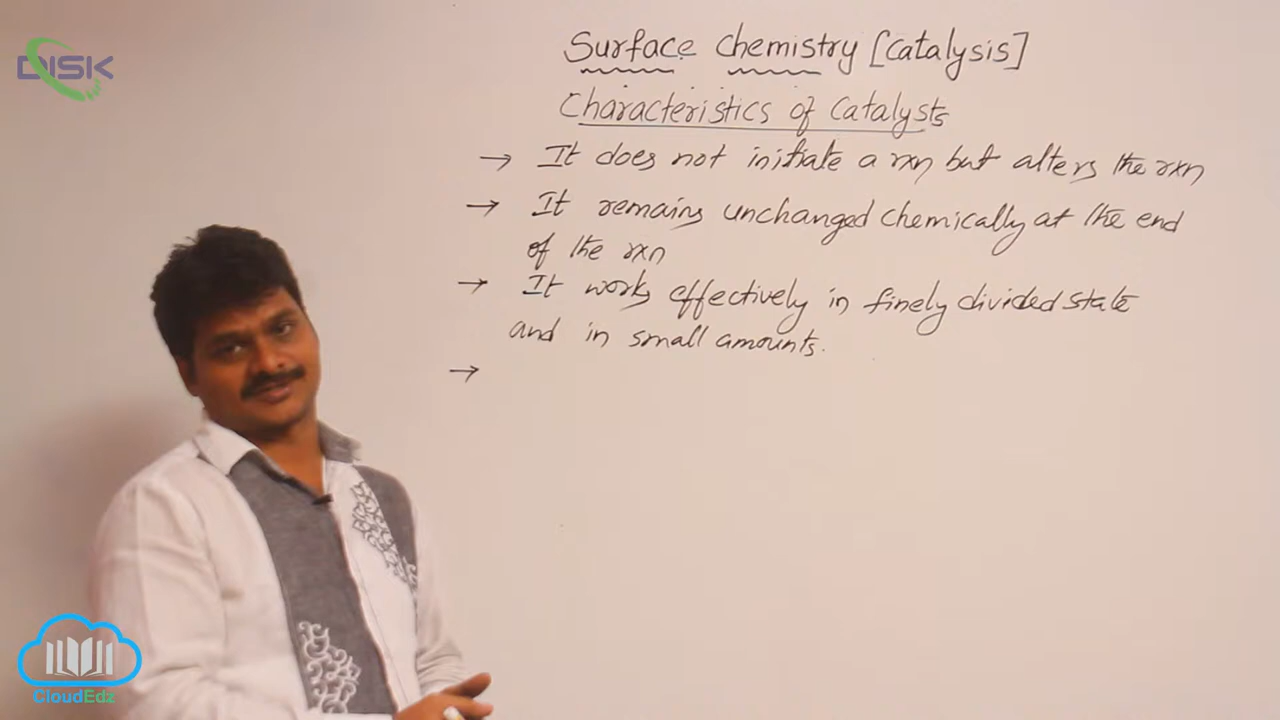 DISK
Surface Chemistry [Catalysis]
Characteristics of Catalysts
→ It does not initiate a rxn but alters the rxn
→ It remains unchanged chemically at the end
of the rxn
→ It works effectively in finely divided state
and in small amounts.
→
CloudEdz